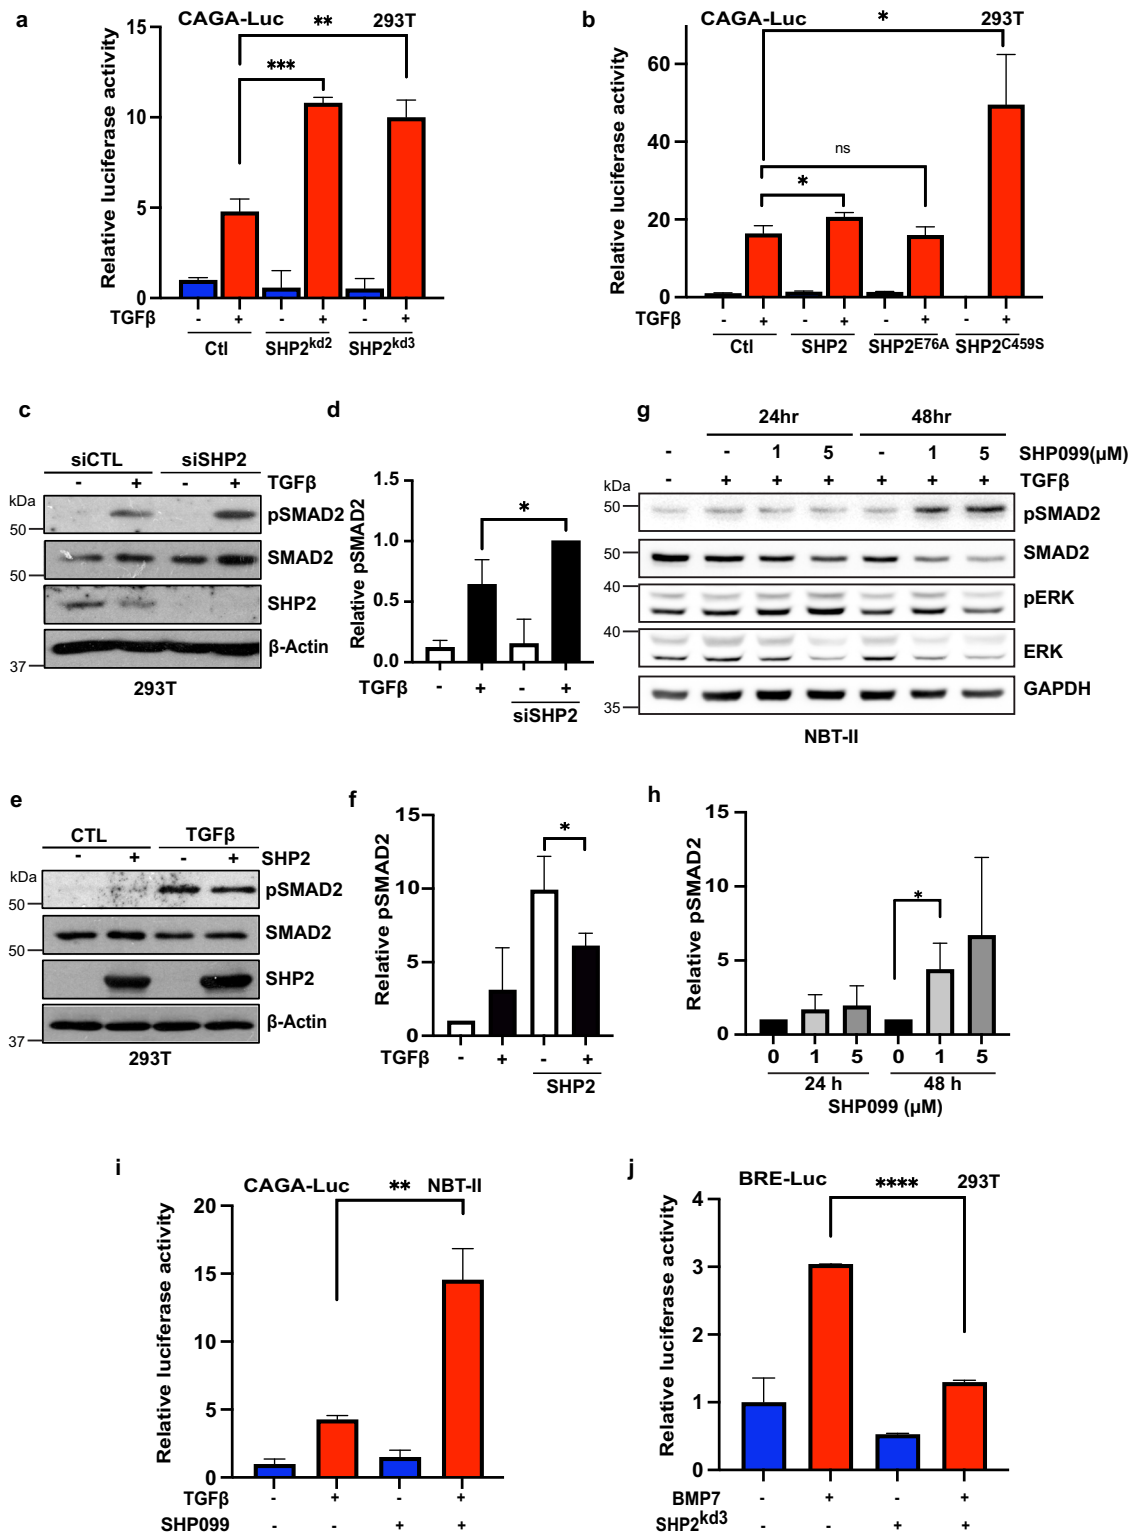 a
CAGA-Luc
293T
**
***
Relative luciferase activity
15
10
5
0
TGFβ - + - + - +
Ctl SHP2kd2 SHP2kd3
b
CAGA-Luc
293T
*
ns
*
Relative luciferase activity
60
40
20
0
TGFβ - + - + - + - +
Ctl SHP2 SHP2E76A SHP2C459S
c
siCTL siSHP2
- + - + TGFβ
kDa
pSMAD2
50
SMAD2
50
SHP2
β-Actin
37
293T
d
Relative pSMAD2
1.5
1.0
0.5
0.0
*
TGFβ - + - +
siSHP2
g
24hr 48hr
- - 1 5 - 1 5 SHP099(µM)
- + + + + + + TGFβ
kDa
50 pSMAD2
50 SMAD2
40
pERK
40
ERK
GAPDH
35
NBT-II
e
CTL TGFβ
- + - + SHP2
kDa
pSMAD2
50
SMAD2
50
SHP2
β-Actin
37
293T
f
Relative pSMAD2
15
10
5
0
*
TGFβ - + - +
SHP2
h
Relative pSMAD2
15
10
5
0
*
0 1 5 0 1 5
24 h 48 h
SHP099 (µM)
i
CAGA-Luc
NBT-II
**
Relative luciferase activity
20
15
10
5
0
TGFβ - + - +
SHP099 - - + +
j
BRE-Luc
293T
****
Relative luciferase activity
4
3
2
1
0
BMP7 - + - +
SHP2kd3 - - + +